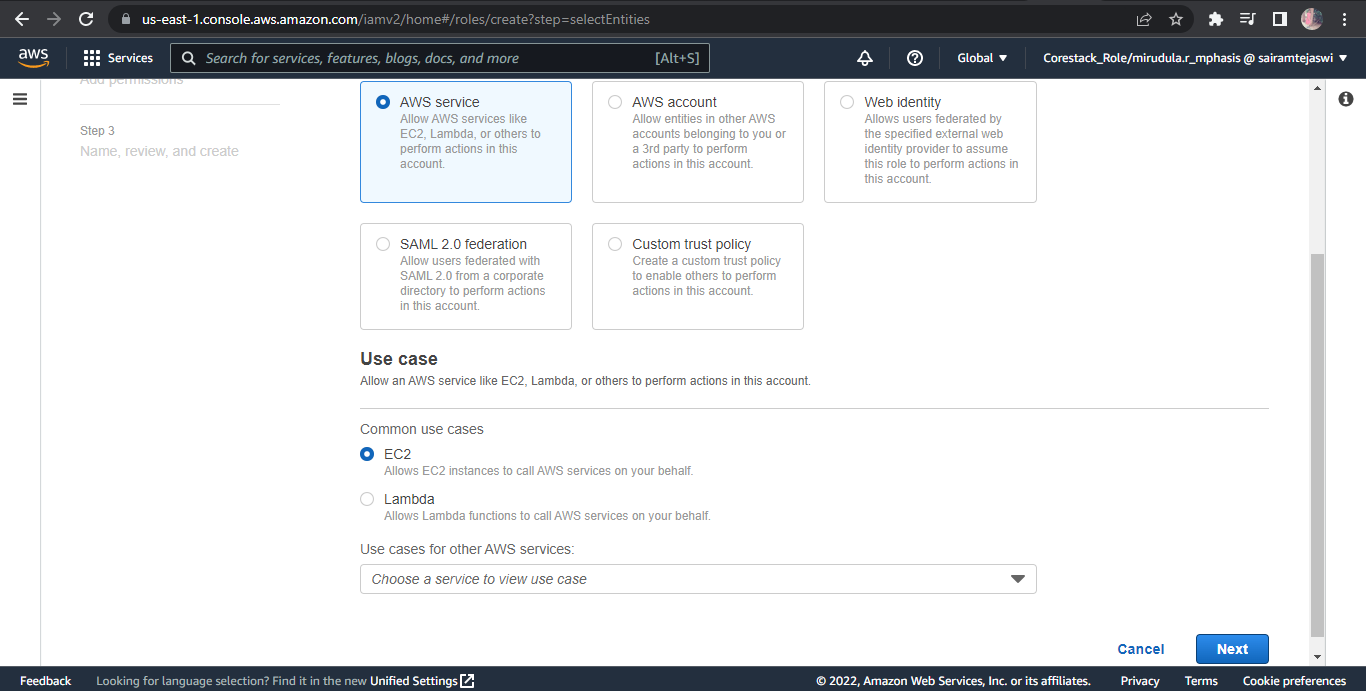 us-east-1.console.aws.amazon.com/iamv2/home#/roles/create?step=selectEntities
aws
Services
Search for services, features, blogs, docs, and more
[Alt+S]
Global
Corestack_Role/mirudula.r_mphasis @ sairamtejaswi
Add permissions
Step 3
Name, review, and create
AWS service
Allow AWS services like
EC2, Lambda, or others to
perform actions in this
account.
AWS account
Allow entities in other AWS
accounts belonging to you or
a 3rd party to perform
actions in this account.
Web identity
Allows users federated by
the specified external web
identity provider to assume
this role to perform actions in
this account.
SAML 2.0 federation
Allow users federated with
SAML 2.0 from a corporate
directory to perform actions
in this account.
Custom trust policy
Create a custom trust policy
to enable others to perform
actions in this account.
Use case
Allow an AWS service like EC2, Lambda, or others to perform actions in this account.
Common use cases
EC2
Allows EC2 instances to call AWS services on your behalf.
Lambda
Allows Lambda functions to call AWS services on your behalf.
Use cases for other AWS services:
Choose a service to view use case
Cancel
Next
Feedback
Looking for language selection? Find it in the new Unified Settings
© 2022, Amazon Web Services, Inc. or its affiliates.
Privacy
Terms
Cookie preferences